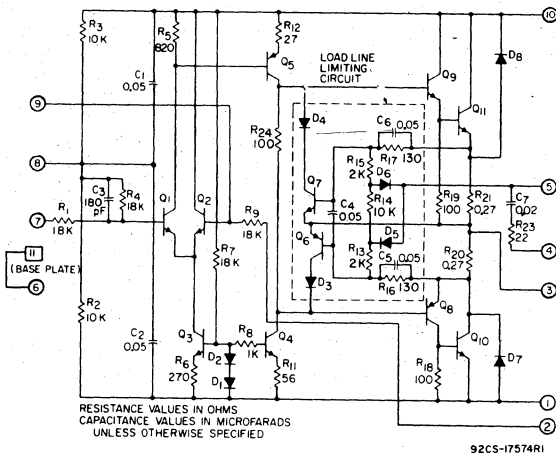 R3
10K
R5
820
R12
27
10
C1
0.05
Q5
LOAD LINE
LIMITING
CIRCUIT
Q9
D8
Q11
9
D4
C6 0.05
R24
100
R15
2K
R17 130
8
D6
5
C3
180
pF
R4
18K
Q1
Q2
Q7
C4
0.05
R14
10K
R19
100
R21
0.27
C7
0.02
R1
18K
7
R9
18K
D5
R23
22
4
Q6
R13
2K
R20
0.27
11
(BASE PLATE)
6
R7
18K
C5 0.05
3
D3
R16 130
Q8
R2
10K
Q3
R8
1K
Q4
Q10
C2
0.05
D2
R18
100
D7
R6
270
D1
R11
56
1
RESISTANCE VALUES IN OHMS
CAPACITANCE VALUES IN MICROFARADS
UNLESS OTHERWISE SPECIFIED
2
92CS-17574R1